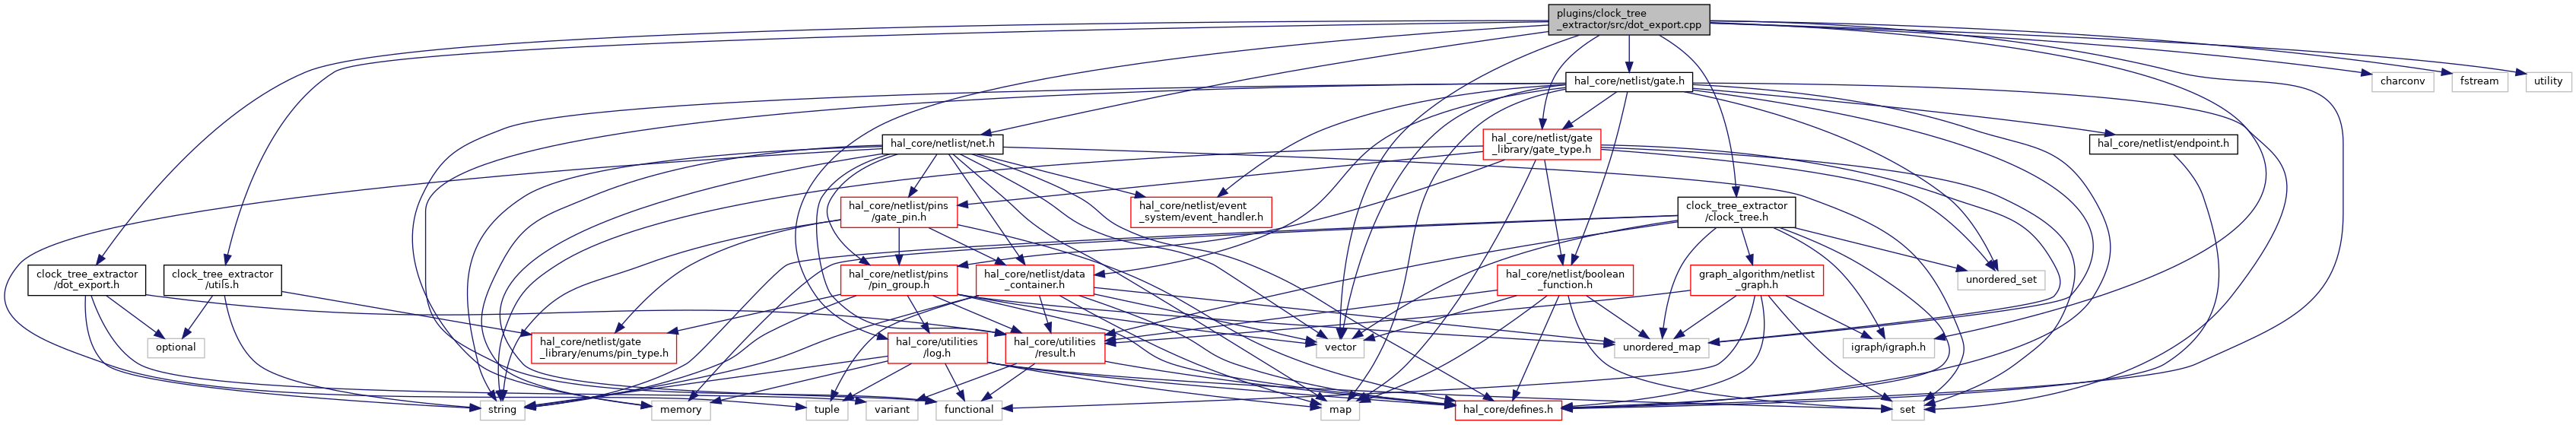 plugins/clock_tree
_extractor/src/dot_export.cpp
hal_core/netlist/gate.h
charconv
fstream
utility
hal_core/netlist/net.h
hal_core/netlist/gate
_library/gate_type.h
hal_core/netlist/endpoint.h
hal_core/netlist/pins
/gate_pin.h
hal_core/netlist/event
_system/event_handler.h
clock_tree_extractor
/clock_tree.h
clock_tree_extractor
/dot_export.h
clock_tree_extractor
/utils.h
hal_core/netlist/pins
/pin_group.h
hal_core/netlist/data
_container.h
hal_core/netlist/boolean
_function.h
graph_algorithm/netlist
_graph.h
unordered_set
optional
hal_core/netlist/gate
_library/enums/pin_type.h
hal_core/utilities
/log.h
hal_core/utilities
/result.h
vector
unordered_map
igraph/igraph.h
string
memory
tuple
variant
functional
map
hal_core/defines.h
set